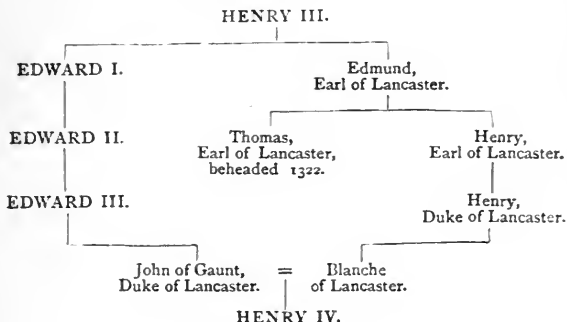 HENRY III.
EDWARD I.
Edmund,
Earl of Lancaster.
EDWARD II.
Thomas,
Earl of Lancaster,
beheaded 1322.
Henry,
Earl of Lancaster.
EDWARD III.
Henry,
Duke of Lancaster.
John of Gaunt,
Duke of Lancaster.
=
Blanche
of Lancaster.
HENRY IV.